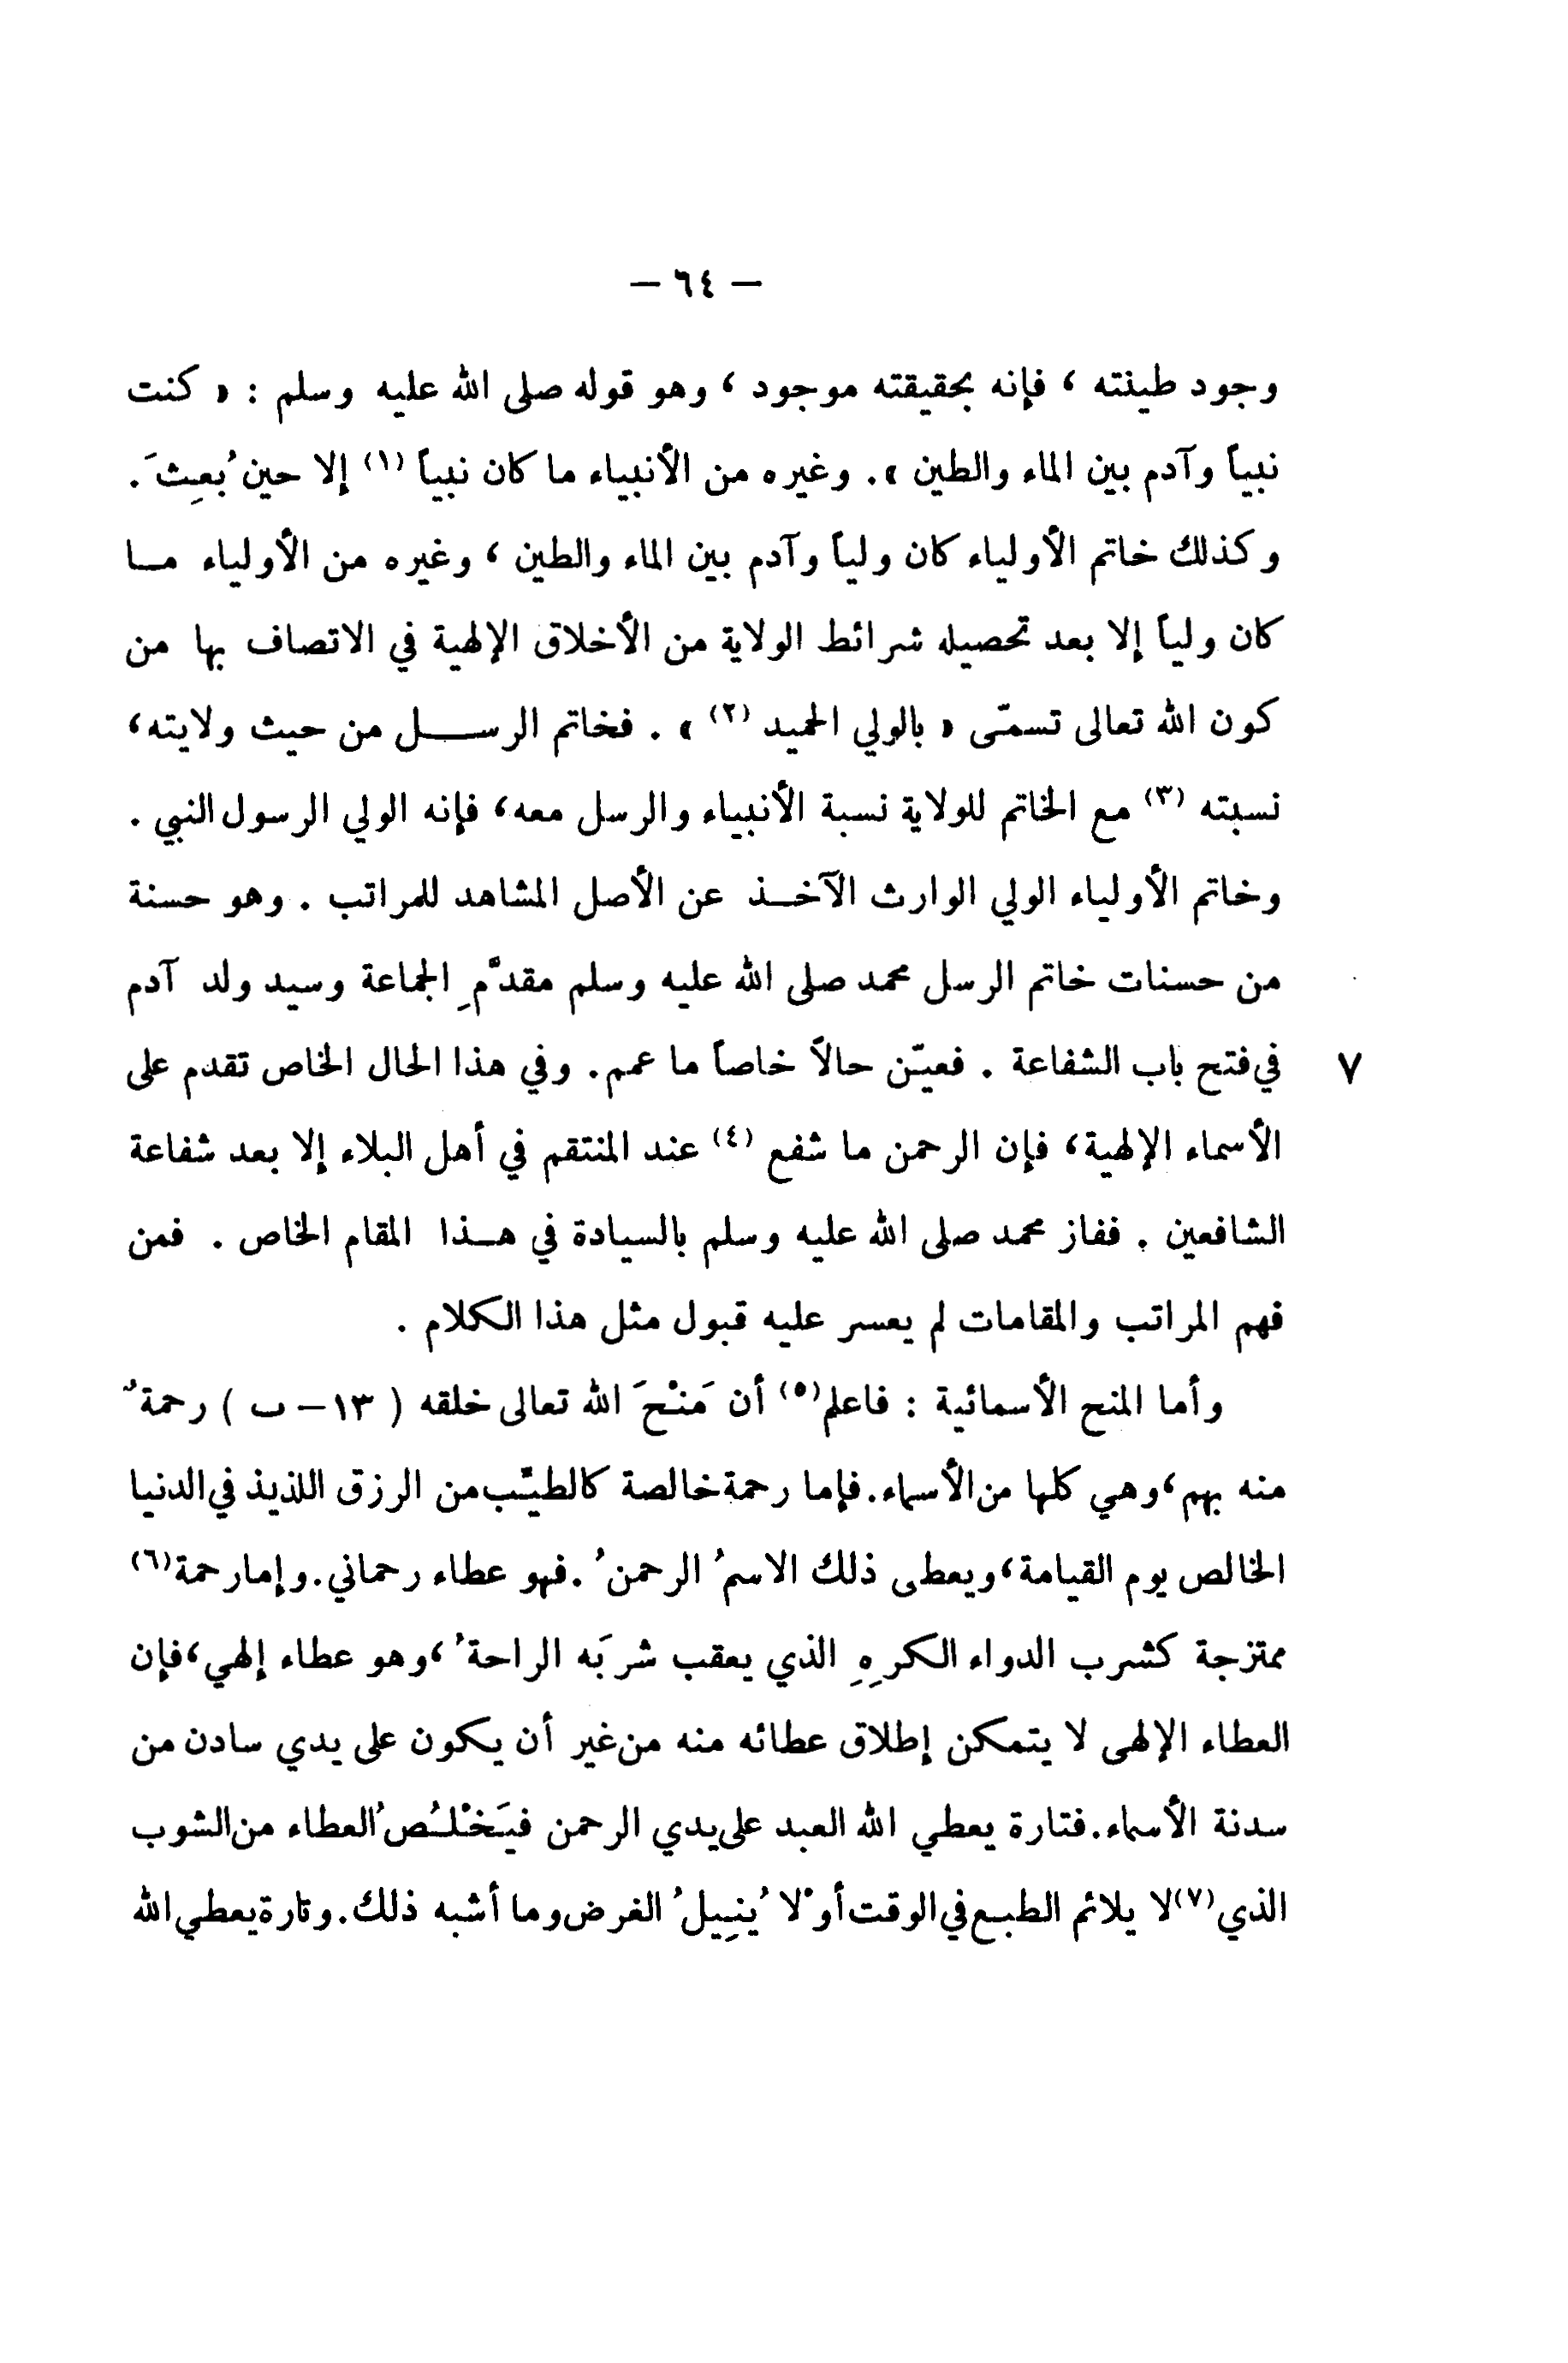 — ٦٤ —
وجود طينته ، فإنه بحقيقته موجود ، وهو قوله صلى الله عليه وسلم : « كنت
نبياً وآدم بين الماء والطين ». وغيره من الأنبياء ما كان نبياً (١) إلا حين بُعِثَ .
وكذلك خاتم الأولياء كان ولياً وآدم بين الماء والطين ، وغيره من الأولياء مـا
كان ولياً إلا بعد تحصيله شرائط الولاية من الأخلاق الإلهية في الاتصاف بها من
كون الله تعالى تسمّى « بالولي الحميد (٢) » . فخاتم الرســـل من حيث ولايته،
نسبته (٣) مع الخاتم للولاية نسبة الأنبياء والرسل معه، فإنه الولي الرسول النبي .
وخاتم الأولياء الولي الوارث الآخـذ عن الأصل المشاهد للمراتب . وهو حسنة
من حسنات خاتم الرسل محمد صلى الله عليه وسلم مقدَّمِ الجماعة وسيد ولد آدم
٧ في فتح باب الشفاعة . فعيّن حالاً خاصاً ما عمم. وفي هذا الحال الخاص تقدم على
الأسماء الإلهية، فإن الرحمن ما شفع (٤) عند المنتقم في أهل البلاء إلا بعد شفاعة
الشافعين . ففاز محمد صلى الله عليه وسلم بالسيادة في هـذا المقام الخاص . فمن
فهم المراتب والمقامات لم يعسر عليه قبول مثل هذا الكلام .
وأما المنح الأسمائية : فاعلم(٥) أن مَنْحَ الله تعالى خلقه ( ١٣ – ب ) رحمةٌ
منه بهم، وهي كلها من الأسماء. فإما رحمة خالصة كالطيّب من الرزق اللذيذ في الدنيا
الخالص يوم القيامة، ويعطى ذلك الاسمُ الرحمنُ . فهو عطاء رحماني. وإما رحمة(٦)
ممتزجة كشرب الدواء الكرِهِ الذي يعقب شربَه الراحةُ ، وهو عطاء إلهي، فإن
العطاء الإلهى لا يتمكن إطلاق عطائه منه من غير أن يكون على يدي سادن من
سدنة الأسماء. فتارة يعطي الله العبد على يدي الرحمن فيَخْلُصُ العطاء من الشوب
الذي(٧) لا يلائم الطبـع في الوقت أوْ لا يُنِيلُ الغرض وما أشبه ذلك. وتارة يعطي الله